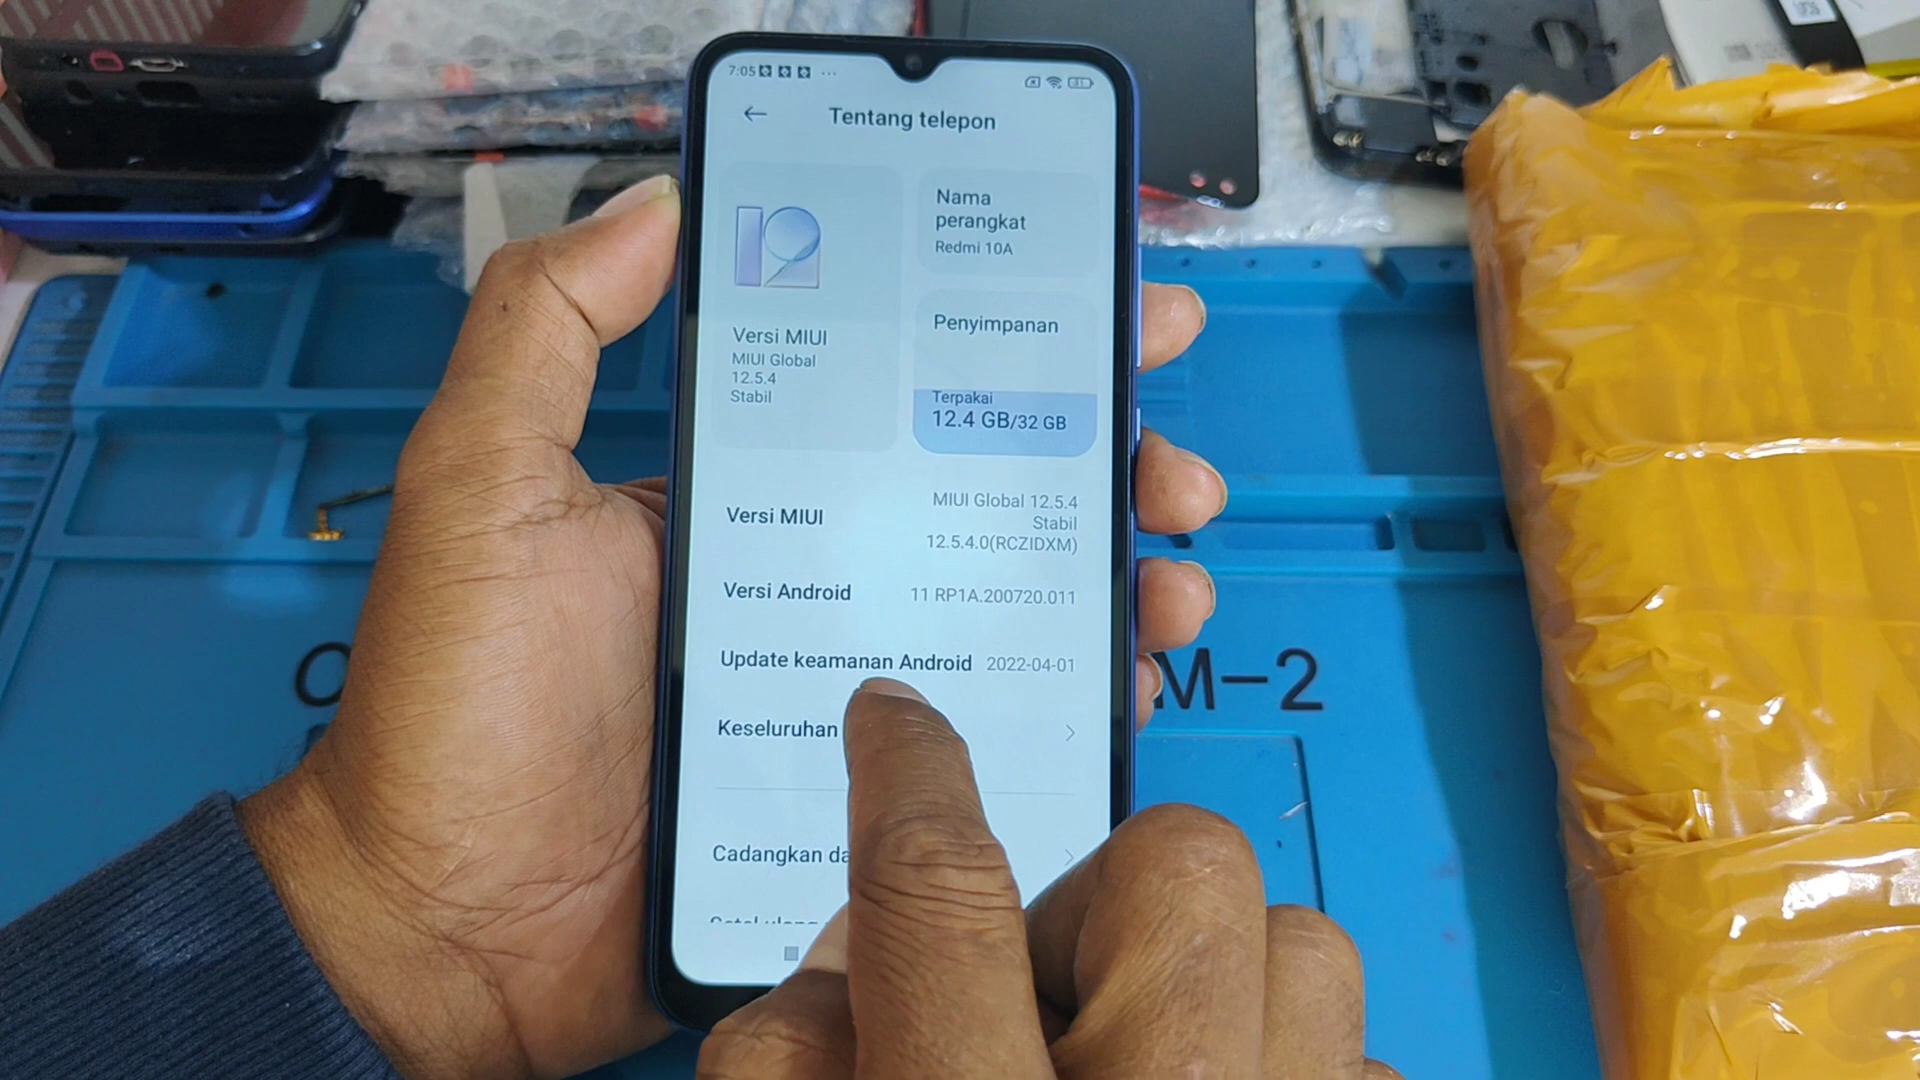 7:05
81
Tentang telepon
12
Nama
perangkat
Redmi 10A
Versi MIUI
MIUI Global
12.5.4
Stabil
Penyimpanan
Terpakai
12.4 GB/32 GB
Versi MIUI
MIUI Global 12.5.4
Stabil
12.5.4.0(RCZIDXM)
Versi Android
11 RP1A.200720.011
Update keamanan Android
2022-04-01
Keseluruhan
Cadangkan da
M-2